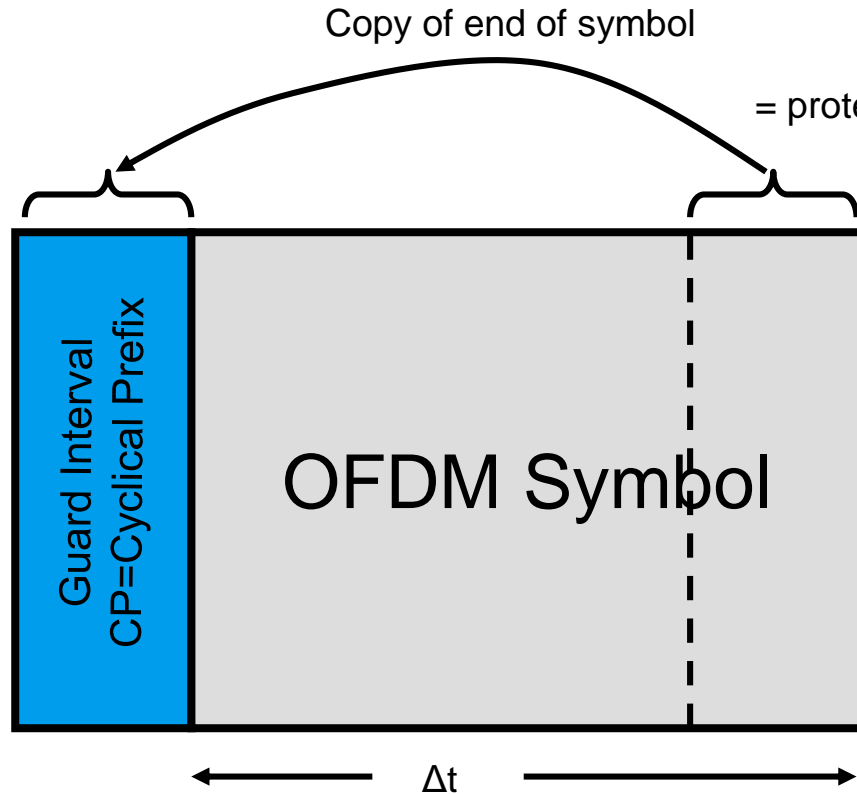 Copy of end of symbol
= prote
Guard Interval
CP=Cyclical Prefix
OFDM Symbol
Δt